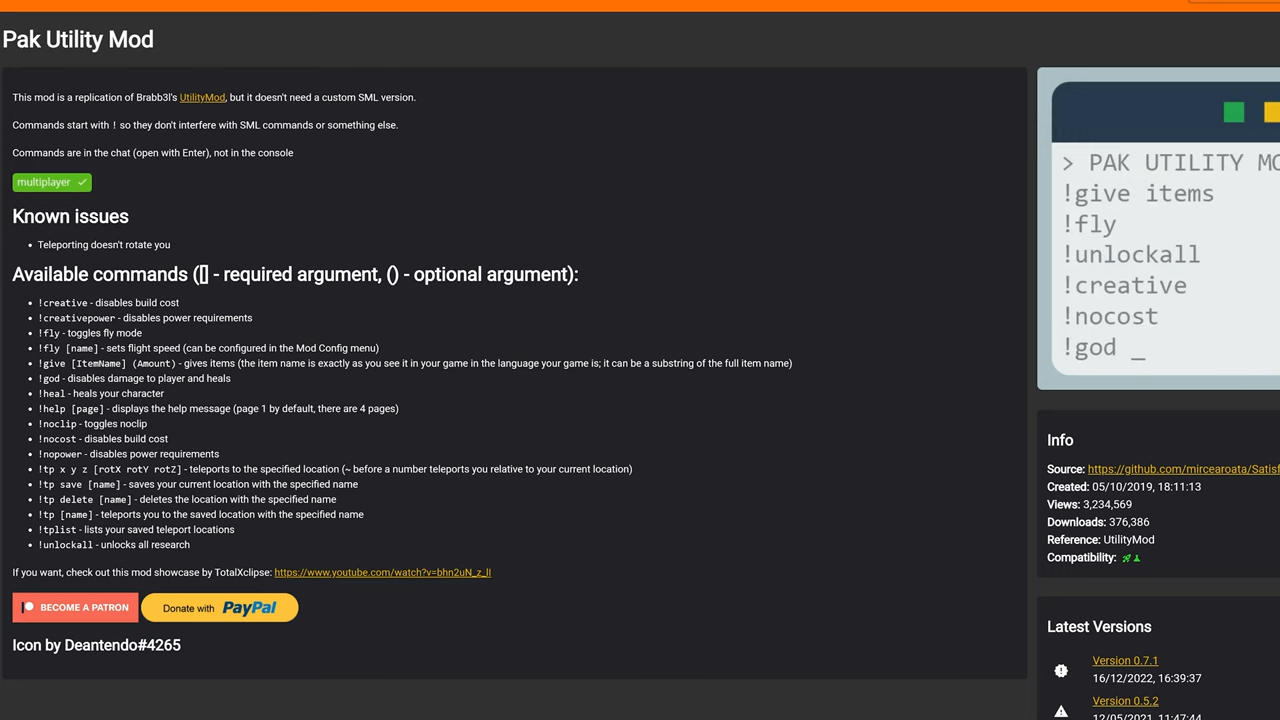 Pak Utility Mod
This mod is a replication of Brabb3l's UtilityMod, but it doesn't need a custom SML version.
Commands start with ! so they don't interfere with SML commands or something else.
Commands are in the chat (open with Enter), not in the console
multiplayer
Known issues
• Teleporting doesn't rotate you
Available commands ([] - required argument, () - optional argument):
• !creative - disables build cost
• !creativepower - disables power requirements
• !fly - toggles fly mode
• !fly [name] - sets flight speed (can be configured in the Mod Config menu)
• !give [ItemName] (Amount) - gives items (the item name is exactly as you see it in your game in the language your game is; it can be a substring of the full item name)
• !god - disables damage to player and heals
• !heal - heals your character
• !help [page] - displays the help message (page 1 by default, there are 4 pages)
• !noclip - toggles noclip
• !nocost - disables build cost
• !nopower - disables power requirements
• !tp x y z [rotX rotY rotZ] - teleports to the specified location (~ before a number teleports you relative to your current location)
• !tp save [name] - saves your current location with the specified name
• !tp delete [name] - deletes the location with the specified name
• !tp [name] - teleports you to the saved location with the specified name
• !tplist - lists your saved teleport locations
• !unlockall - unlocks all research
If you want, check out this mod showcase by TotalXclipse: https://www.youtube.com/watch?v=bhn2uN_z_lI
BECOME A PATRON
Donate with PayPal
Icon by Deantendo#4265
> PAK UTILITY MO
!give items
!fly
!unlockall
!creative
!nocost
!god _
Info
Source: https://github.com/mircearoata/Satisf
Created: 05/10/2019, 18:11:13
Views: 3,234,569
Downloads: 376,386
Reference: UtilityMod
Compatibility:
Latest Versions
Version 0.7.1
16/12/2022, 16:39:37
Version 0.5.2
12/05/2021, 11:47:44